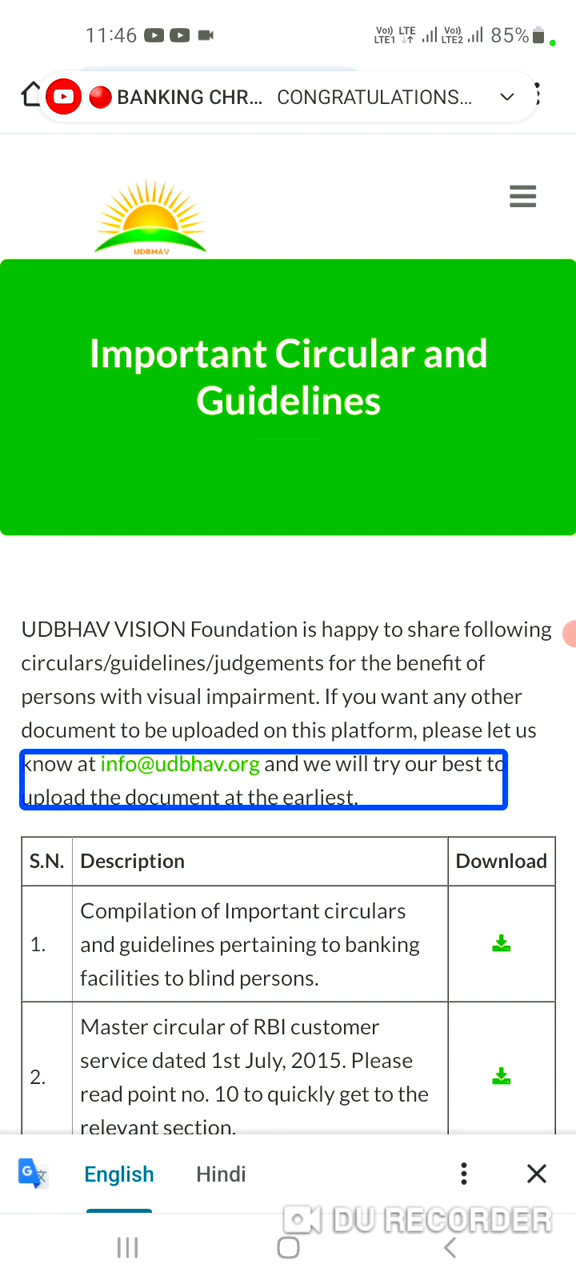 11:46
Vo) LTE Vo)
LTE1 LTE2 85%
BANKING CHR... CONGRATULATIONS...
UDBHAV
Important Circular and
Guidelines
UDBHAV VISION Foundation is happy to share following
circulars/guidelines/judgements for the benefit of
persons with visual impairment. If you want any other
document to be uploaded on this platform, please let us
know at info@udbhav.org and we will try our best to
upload the document at the earliest.
S.N. Description Download
Compilation of Important circulars
1. and guidelines pertaining to banking
facilities to blind persons.
Master circular of RBI customer
service dated 1st July, 2015. Please
2. read point no. 10 to quickly get to the
relevant section.
English Hindi
DU RECORDER